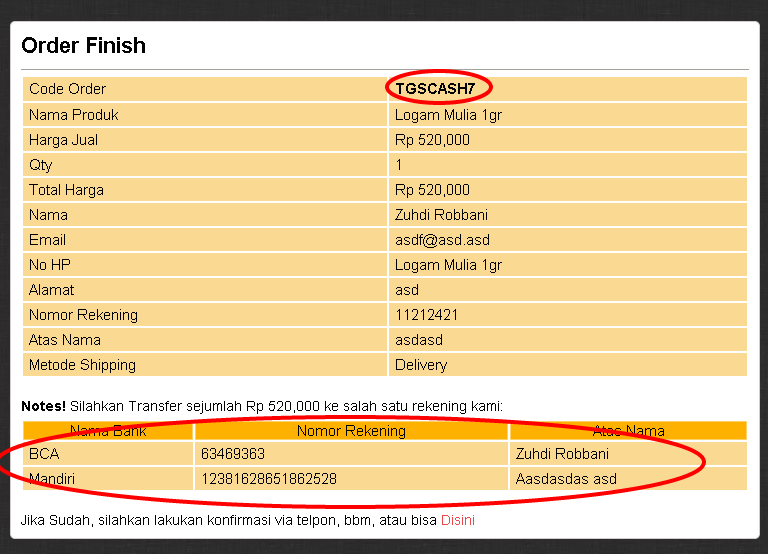 Order Finish
Code Order TGSCASH7
Nama Produk Logam Mulia 1gr
Harga Jual Rp 520,000
Qty 1
Total Harga Rp 520,000
Nama Zuhdi Robbani
Email asdf@asd.asd
No HP Logam Mulia 1gr
Alamat asd
Nomor Rekening 11212421
Atas Nama asdasd
Metode Shipping Delivery
Notes! Silahkan Transfer sejumlah Rp 520,000 ke salah satu rekening kami:
Nama Bank Nomor Rekening Atas Nama
BCA 63469363 Zuhdi Robbani
Mandiri 12381628651862528 Aasdasdas asd
Jika Sudah, silahkan lakukan konfirmasi via telpon, bbm, atau bisa Disini